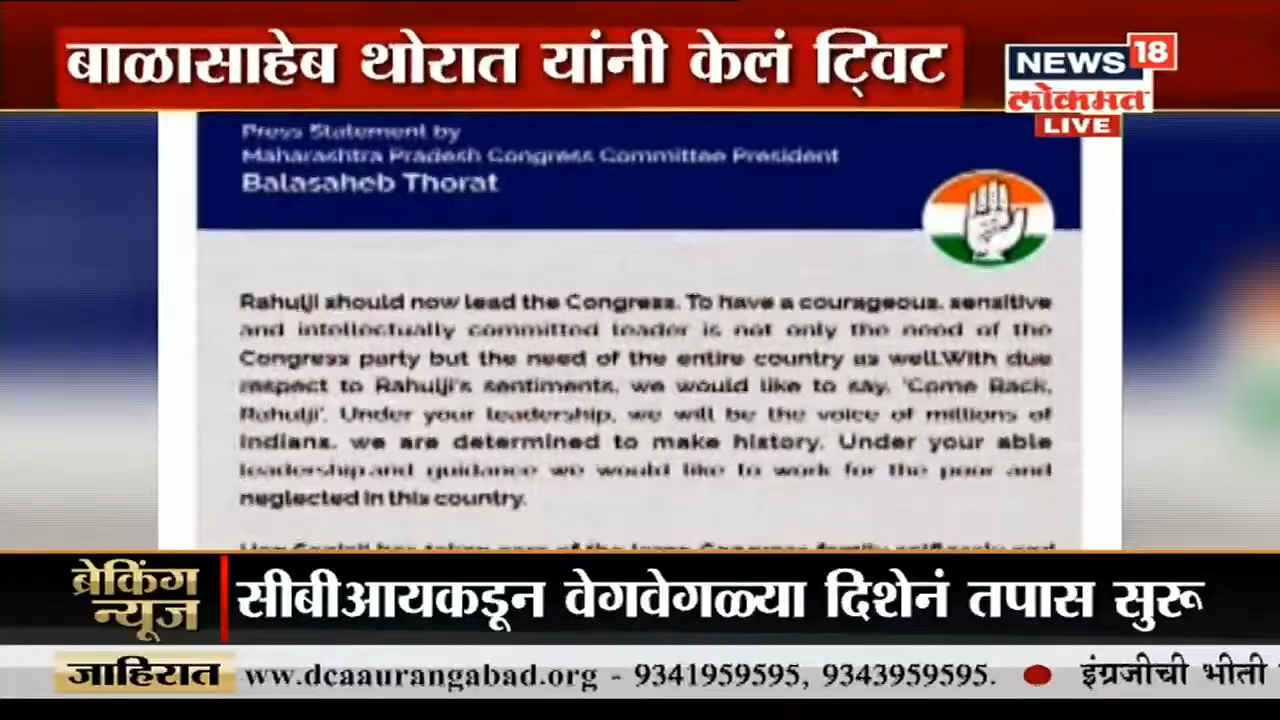 बाळासाहेब थोरात यांनी केलं ट्विट
NEWS 18
लोकमत
LIVE
Press Statement by
Maharashtra Pradesh Congress Committee President
Balasaheb Thorat
Rahulji should now lead the Congress. To have a courageous, sensitive
and intellectually committed leader is not only the need of the
Congress party but the need of the entire country as well.With due
respect to Rahulji's sentiments, we would like to say, 'Come Back,
Rahulji'. Under your leadership, we will be the voice of millions of
Indians, we are determined to make history. Under your able
leadership and guidance we would like to work for the poor and
neglected in this country.
ब्रेकिंग
न्यूज
सीबीआयकडून वेगवेगळ्या दिशेनं तपास सुरू
जाहिरात www.dcaaurangabad.org - 9341959595, 9343959595. इंग्रजीची भीती